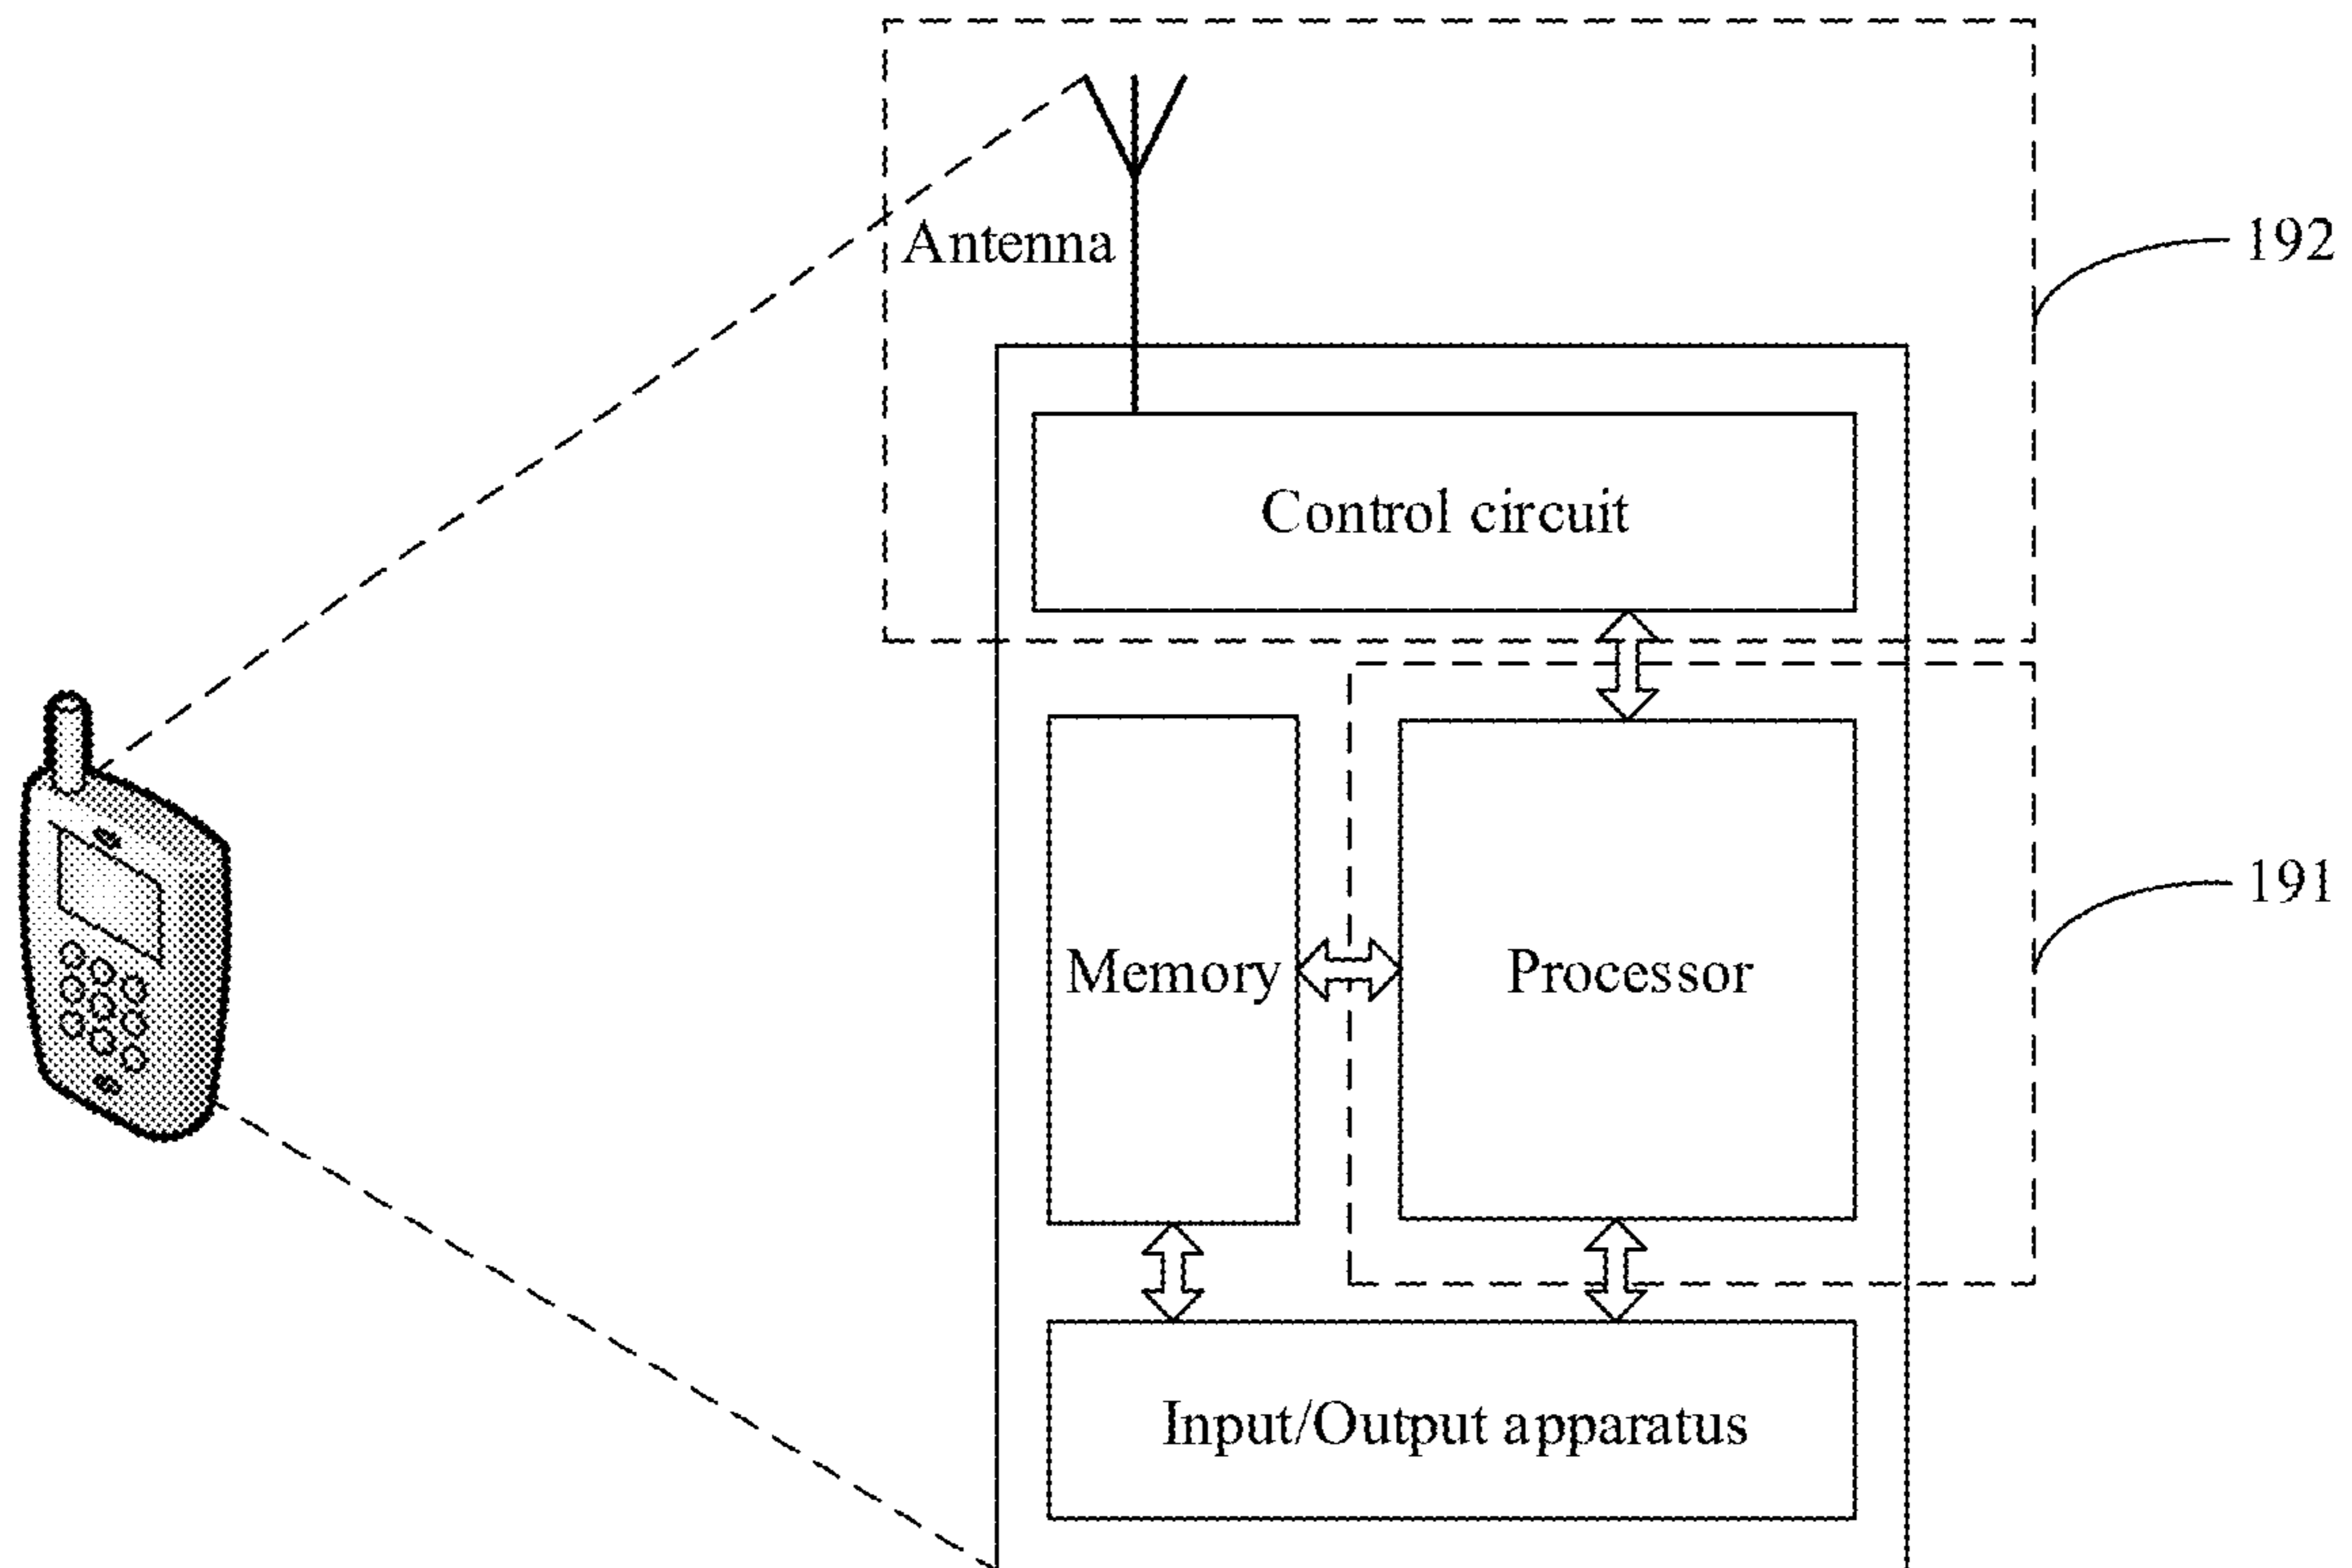 Antenna
192
Control circuit
191
Memory
Processor
Input/Output apparatus